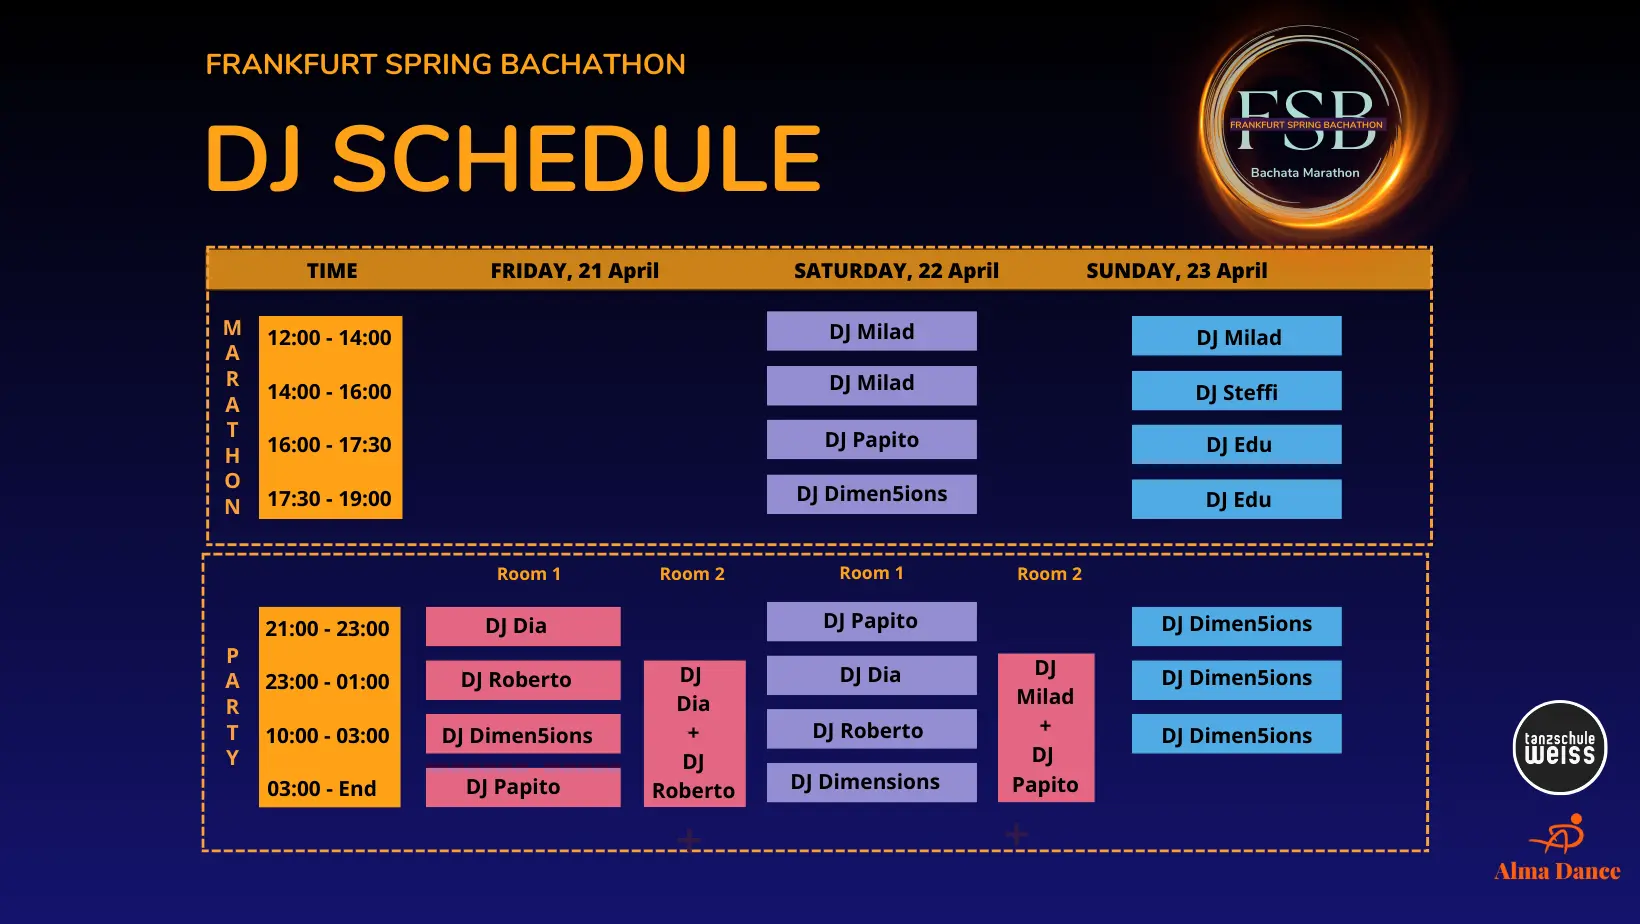 FRANKFURT SPRING BACHATHON
DJ SCHEDULE
FSB
FRANKFURT SPRING BACHATHON
Bachata Marathon
TIME FRIDAY, 21 April SATURDAY, 22 April SUNDAY, 23 April
MARATHON
12:00 - 14:00 DJ Milad DJ Milad
14:00 - 16:00 DJ Milad DJ Steffi
16:00 - 17:30 DJ Papito DJ Edu
17:30 - 19:00 DJ Dimen5ions DJ Edu
Room 1 Room 2 Room 1 Room 2
PARTY
21:00 - 23:00 DJ Dia DJ Papito DJ Dimen5ions
23:00 - 01:00 DJ Roberto DJ Dia DJ Dimen5ions
10:00 - 03:00 DJ Dimen5ions DJ Roberto DJ Dimen5ions
03:00 - End DJ Papito DJ Dimensions
DJ
Dia
+
DJ
Roberto
DJ
Milad
+
DJ
Papito
+ +
tanzschule
weiss
Alma Dance